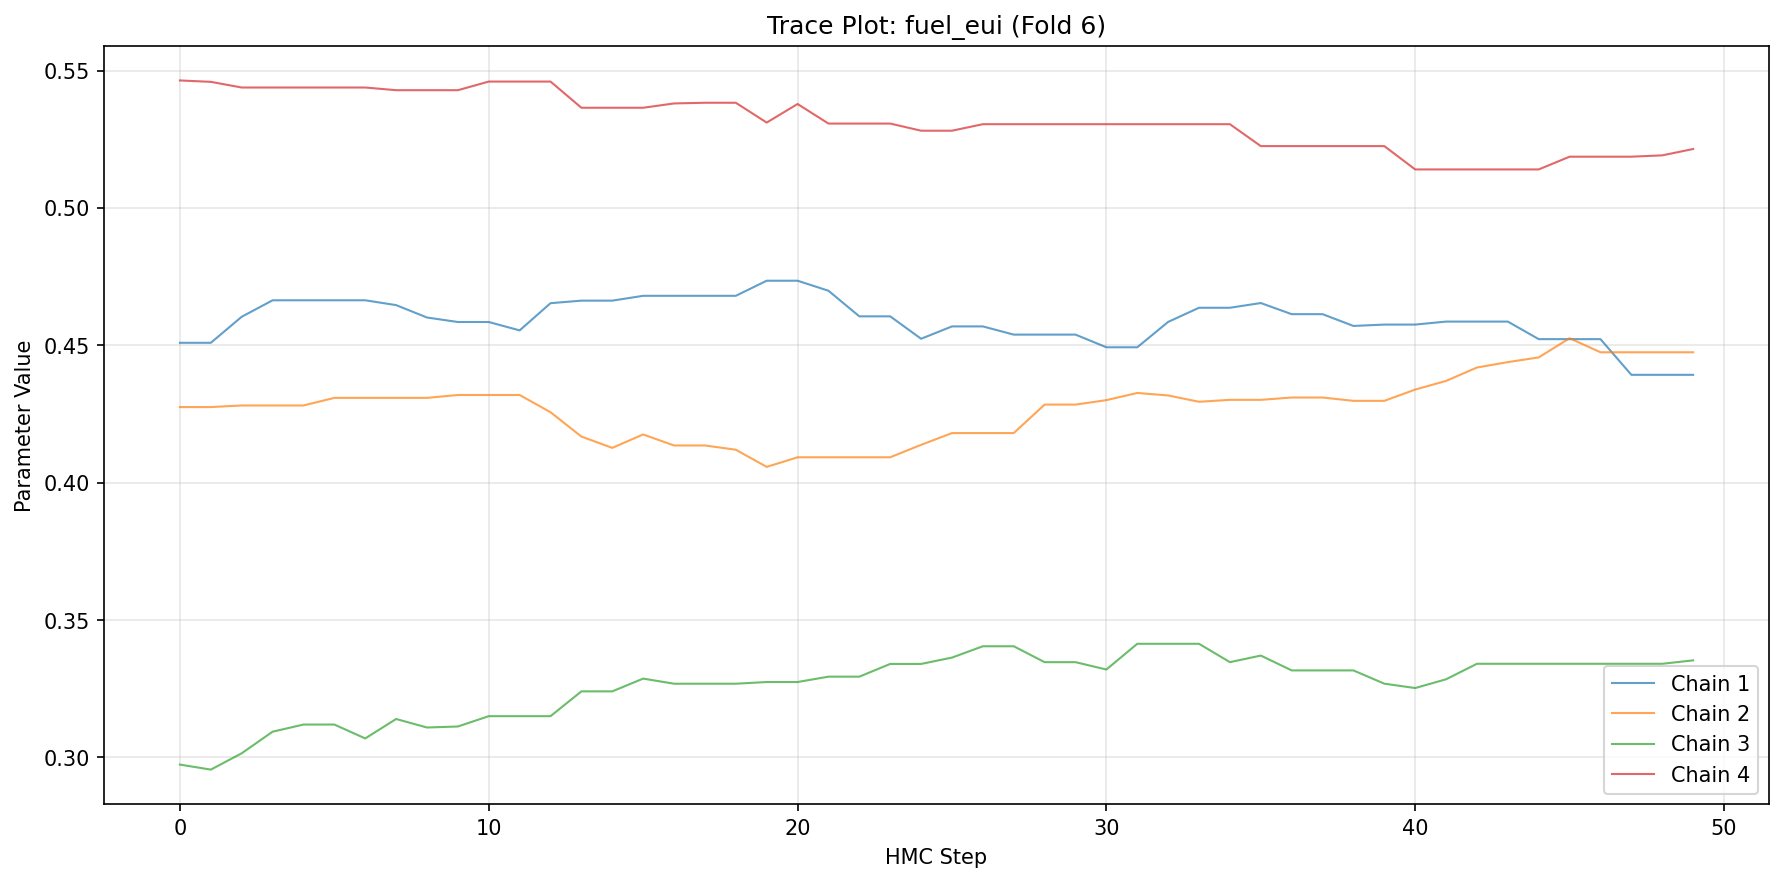 Trace Plot: fuel_eui (Fold 6)
Parameter Value
0.55
0.50
0.45
0.40
0.35
0.30
0 10 20 30 40 50
HMC Step
Chain 1
Chain 2
Chain 3
Chain 4